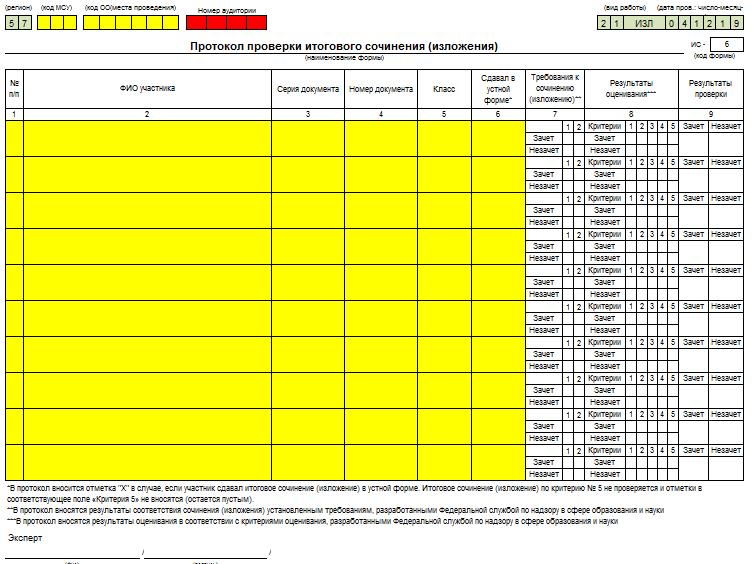 (регион) (код МСУ) (код ОО(места проведения) Номер аудитории (вид работы) (дата пров.: число-месяц-
5 7 21 ИЗЛ 0 4 1 2 1 9
Протокол проверки итогового сочинения (изложения) ИС - 6
(наименование формы) (код формы)
№ п/п ФИО участника Серия документа Номер документа Класс Сдавал в устной форме* Требования к сочинению (изложению)** Результаты оценивания*** Результаты проверки
1 2 3 4 5 6 7 8 9
1 2 Критерии 1 2 3 4 5 Зачет Незачет
Зачет Зачет
Незачет Незачет
1 2 Критерии 1 2 3 4 5 Зачет Незачет
Зачет Зачет
Незачет Незачет
1 2 Критерии 1 2 3 4 5 Зачет Незачет
Зачет Зачет
Незачет Незачет
1 2 Критерии 1 2 3 4 5 Зачет Незачет
Зачет Зачет
Незачет Незачет
1 2 Критерии 1 2 3 4 5 Зачет Незачет
Зачет Зачет
Незачет Незачет
1 2 Критерии 1 2 3 4 5 Зачет Незачет
Зачет Зачет
Незачет Незачет
1 2 Критерии 1 2 3 4 5 Зачет Незачет
Зачет Зачет
Незачет Незачет
1 2 Критерии 1 2 3 4 5 Зачет Незачет
Зачет Зачет
Незачет Незачет
1 2 Критерии 1 2 3 4 5 Зачет Незачет
Зачет Зачет
Незачет Незачет
1 2 Критерии 1 2 3 4 5 Зачет Незачет
Зачет Зачет
Незачет Незачет
*В протокол вносится отметка "Х" в случае, если участник сдавал итоговое сочинение (изложение) в устной форме. Итоговое сочинение (изложение) по критерию № 5 не проверяется и отметки в
соответствующее поле «Критерия 5» не вносятся (остается пустым).
**В протокол вносятся результаты соответствия сочинения (изложения) установленным требованиям, разработанными Федеральной службой по надзору в сфере образования и науки
***В протокол вносятся результаты оценивания в соответствии с критериями оценивания, разработанными Федеральной службой по надзору в сфере образования и науки
Эксперт
/ /